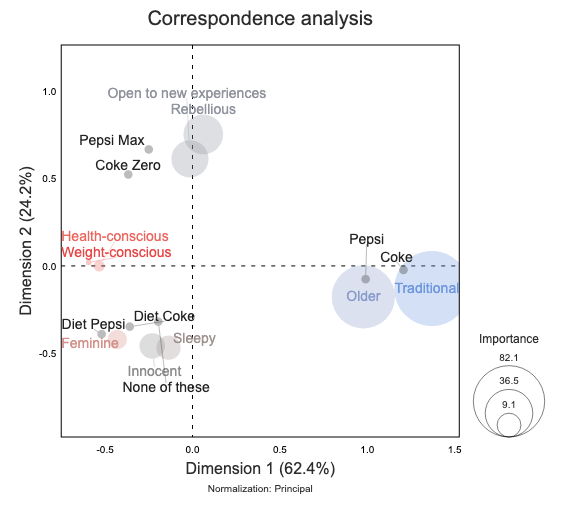 Correspondence analysis
Dimension 2 (24.2%)
1.0
0.5
0.0
-0.5
Open to new experiences
Rebellious
Pepsi Max
Coke Zero
Health-conscious
Weight-conscious
Pepsi
Coke
Older
Traditional
Diet Coke
Diet Pepsi
Feminine
Sleepy
Innocent
None of these
-0.5
0.0
0.5
1.0
1.5
Dimension 1 (62.4%)
Normalization: Principal
Importance
82.1
36.5
9.1